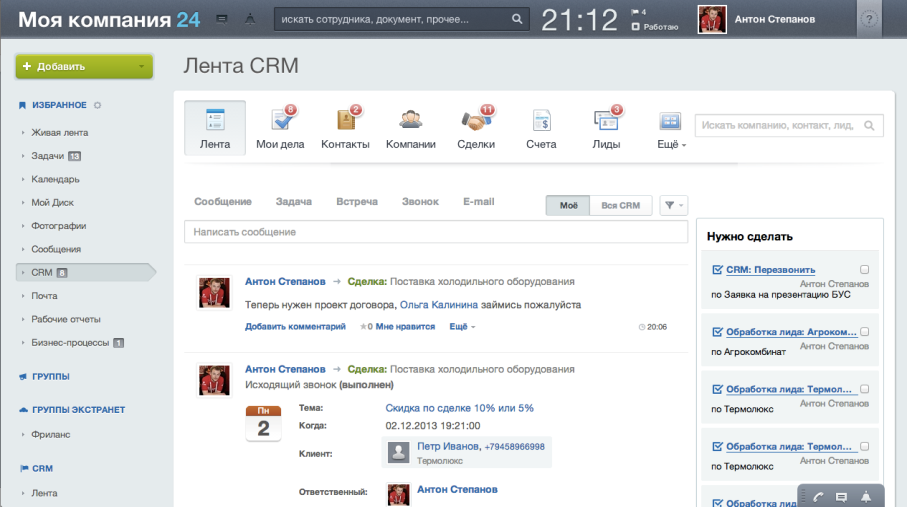 Моя компания 24
искать сотрудника, документ, прочее...
21:12
4
Работаю
Антон Степанов
?
Добавить
Лента CRM
ИЗБРАННОЕ
Живая лента
Задачи 13
Календарь
Мой Диск
Фотографии
Сообщения
CRM 8
Почта
Рабочие отчеты
Бизнес-процессы 1
ГРУППЫ
ГРУППЫ ЭКСТРАНЕТ
Фриланс
CRM
Лента
8 2 11 3
Лента Мои дела Контакты Компании Сделки Счета Лиды Ещё
Искать компанию, контакт, лид,
Сообщение Задача Встреча Звонок E-mail
Моё Вся CRM
Написать сообщение
Антон Степанов → Сделка: Поставка холодильного оборудования
Теперь нужен проект договора, Ольга Калинина займись пожалуйста
Добавить комментарий 0 Мне нравится Ещё 20:06
Антон Степанов → Сделка: Поставка холодильного оборудования
Исходящий звонок (выполнен)
Пн
2
Тема: Скидка по сделке 10% или 5%
Когда: 02.12.2013 19:21:00
Клиент: Петр Иванов, +79458966998
Термолюкс
Ответственный: Антон Степанов
Нужно сделать
CRM: Перезвонить
Антон Степанов
по Заявка на презентацию БУС
Обработка лида: Агроком...
Антон Степанов
по Агрокомбинат
Обработка лида: Термол...
Антон Степанов
по Термолюкс
Обработка лида: Термол...
Антон Степанов
по Термолюкс
Обработка лида